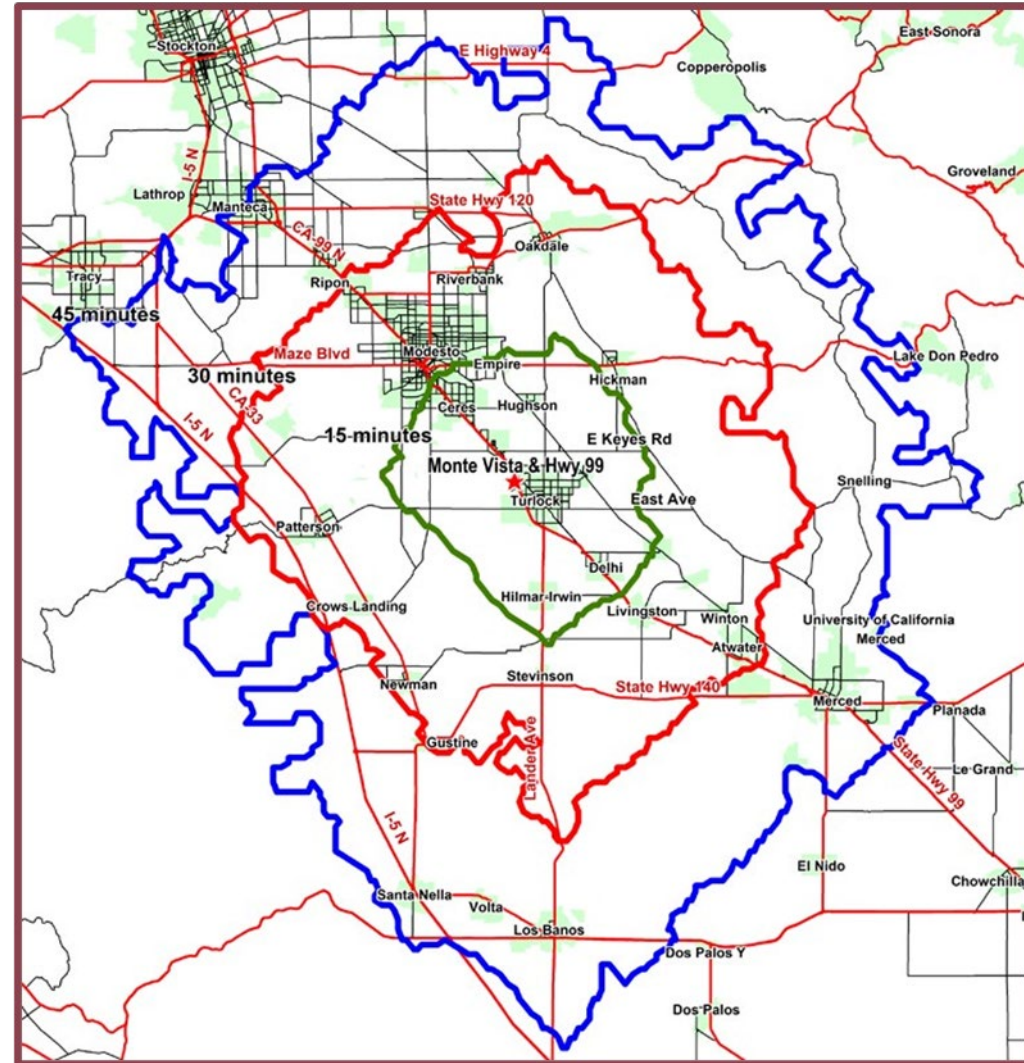 East Sonora
Stockton
E Highway 4
Copperopolis
I-5 N
Groveland
Lathrop
Manteca
State Hwy 120
CA-99 N
Oakdale
Tracy
Ripon
Riverbank
45 minutes
Maze Blvd
Modesto
Lake Don Pedro
Empire
30 minutes
Hickman
CA-33
Ceres
Hughson
I-5 N
15 minutes
E Keyes Rd
Monte Vista & Hwy 99
Snelling
Turlock
East Ave
Patterson
Delhi
Hilmar-Irwin
Crows Landing
Livingston
Winton
University of California
Merced
Atwater
Stevinson
Newman
State Hwy 140
Merced
Planada
Gustine
Lander Ave
State Hwy 99
Le Grand
I-5 N
El Nido
Chowchilla
Santa Nella
Volta
Los Banos
Dos Palos Y
Dos Palos